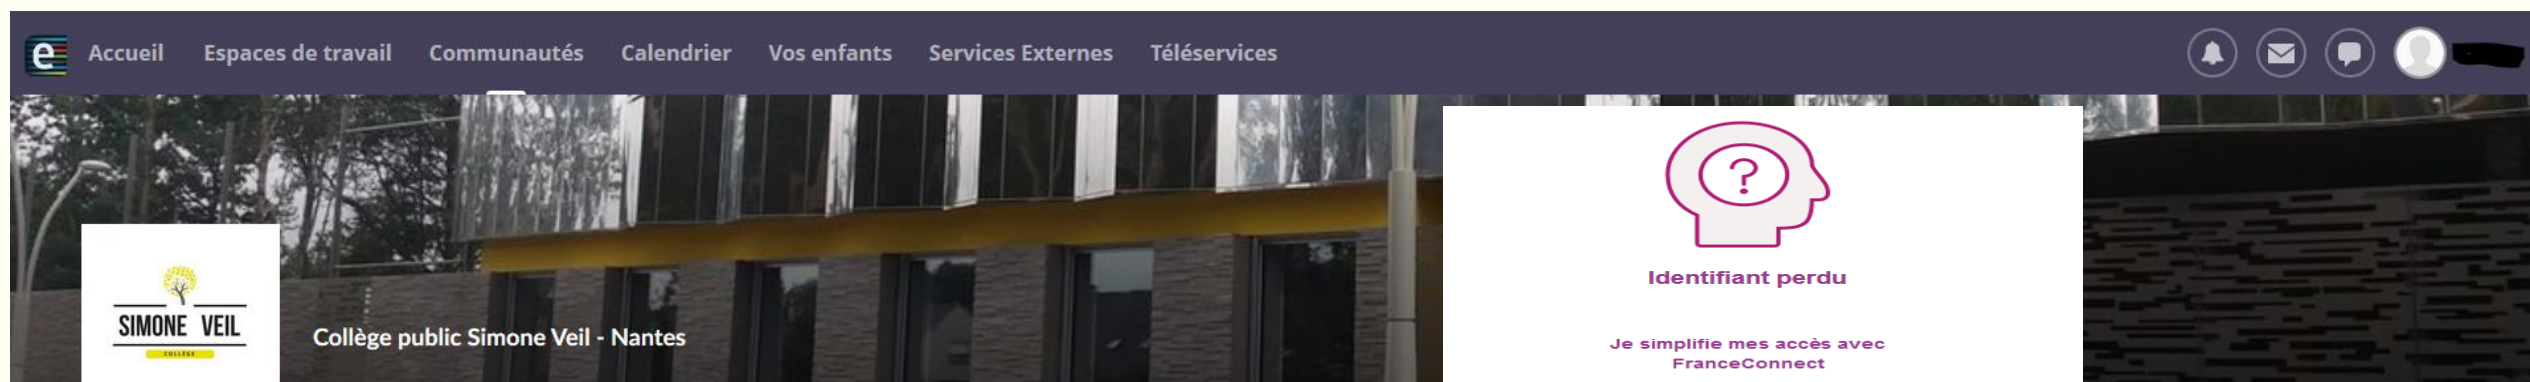 e Accueil Espaces de travail Communautés Calendrier Vos enfants Services Externes Téléservices
SIMONE VEIL
COLLÈGE
Collège public Simone Veil - Nantes
?
Identifiant perdu
Je simplifie mes accès avec
FranceConnect